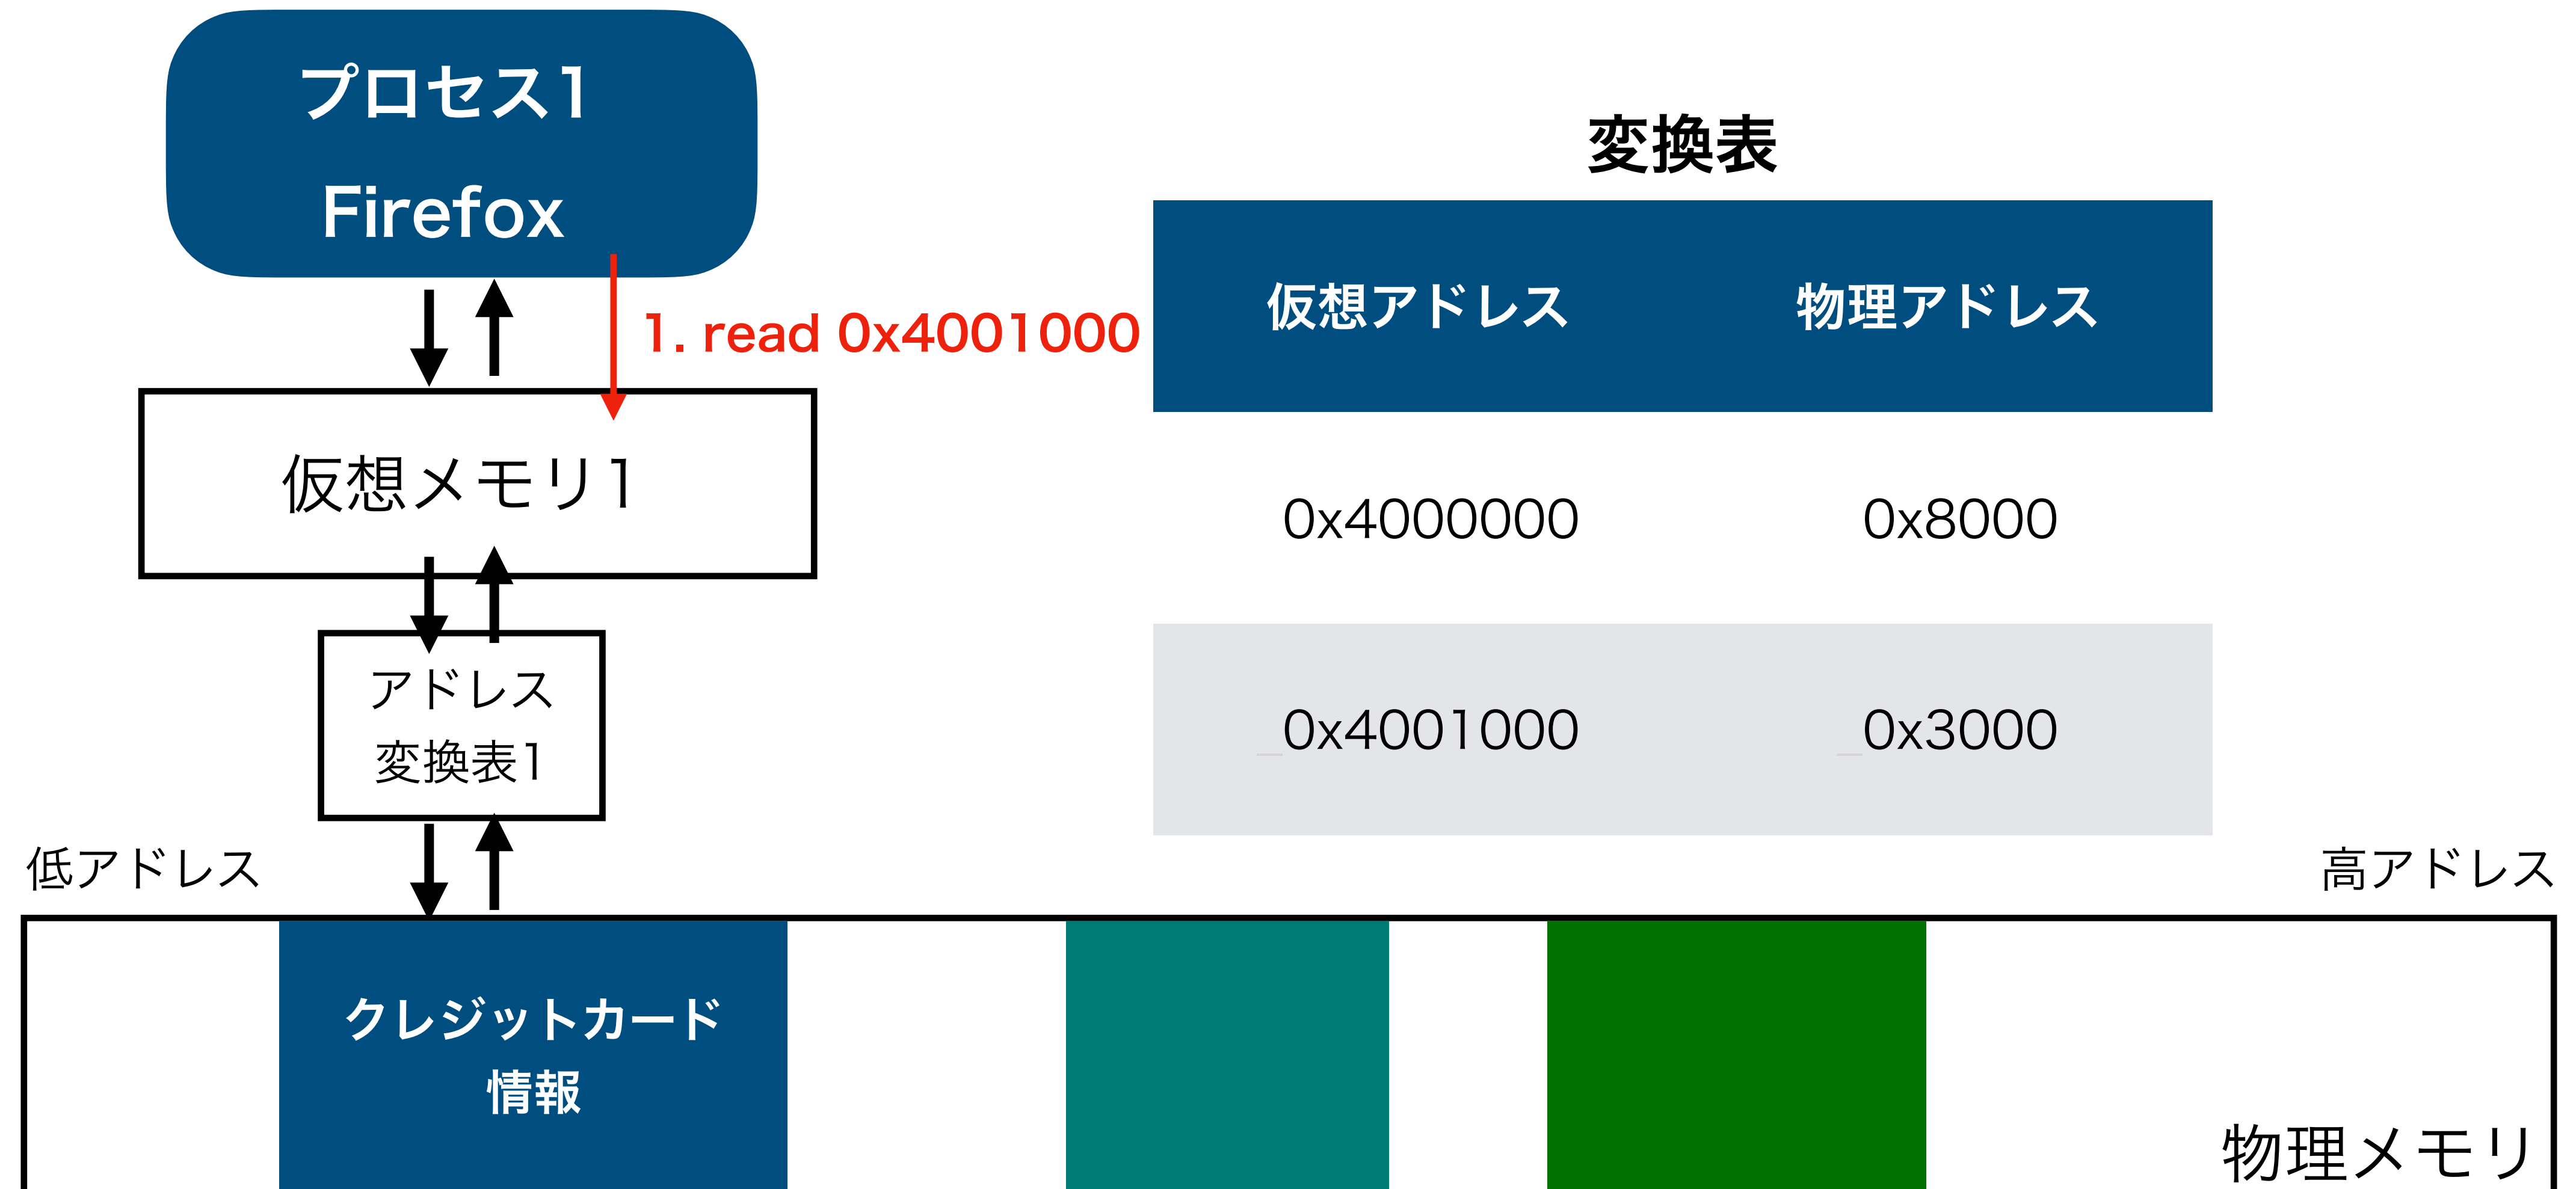 プロセス1
Firefox
1. read 0x4001000
仮想メモリ1
アドレス
変換表1
変換表
仮想アドレス 物理アドレス
0x4000000 0x8000
_0x4001000 _0x3000
低アドレス
高アドレス
クレジットカード
情報
物理メモリ